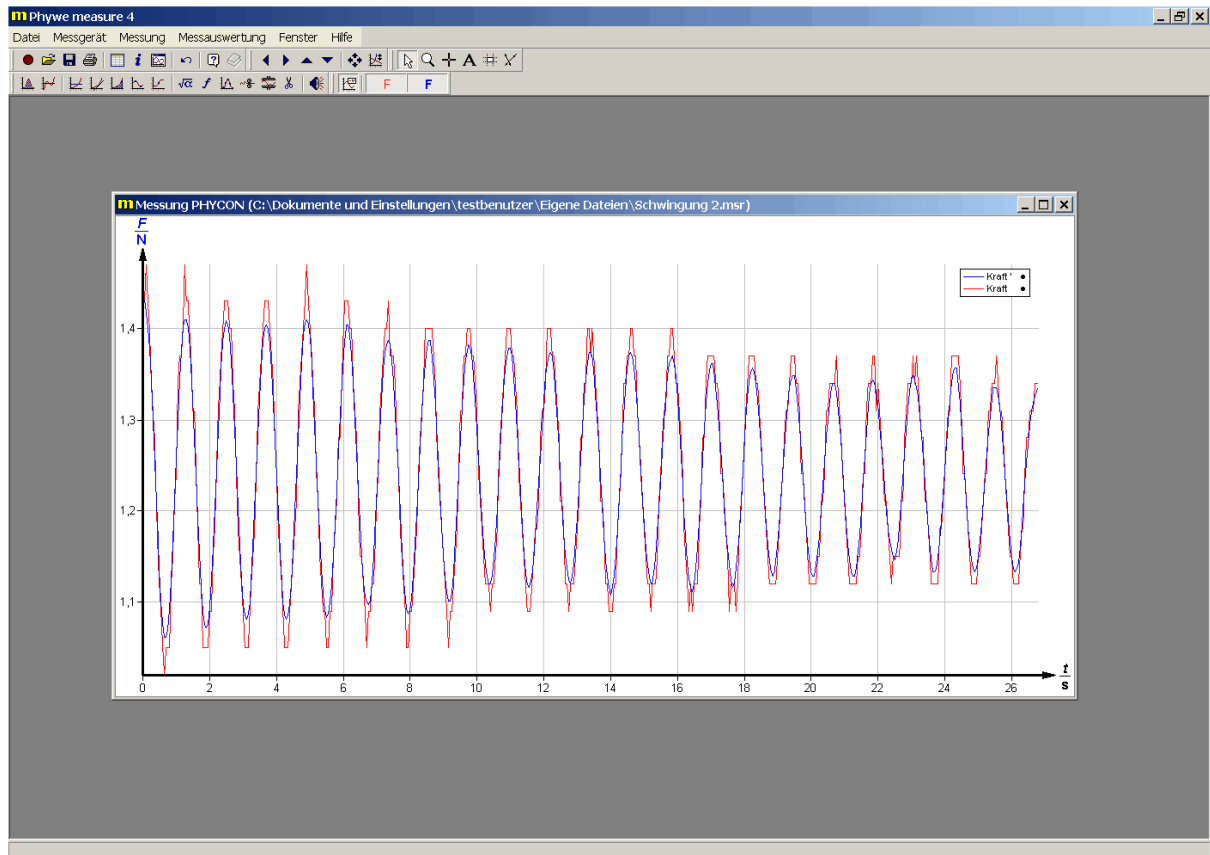 m Phywe measure 4
Datei Messgerät Messung Messauswertung Fenster Hilfe
F F
m Messung PHYCON (C:\Dokumente und Einstellungen\testbenutzer\Eigene Dateien\Schwingung 2.msr)
F
N
Kraft '
Kraft
1,4
1,3
1,2
1,1
0 2 4 6 8 10 12 14 16 18 20 22 24 26
t
s